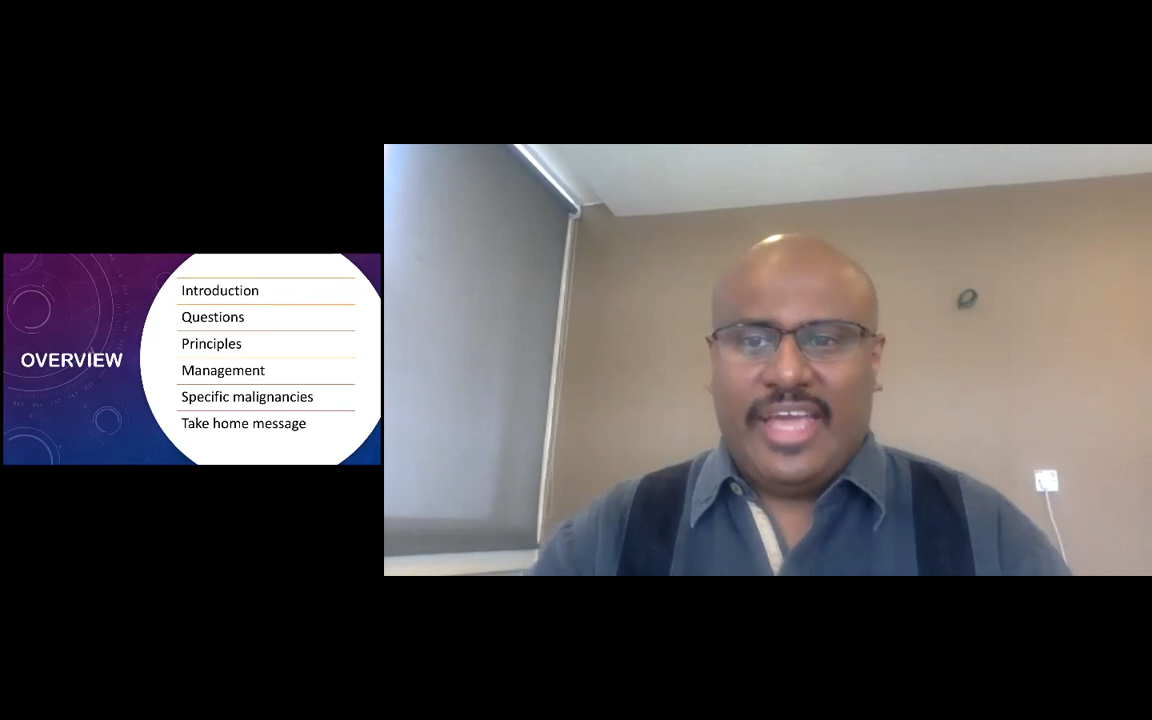 OVERVIEW
Introduction
Questions
Principles
Management
Specific malignancies
Take home message